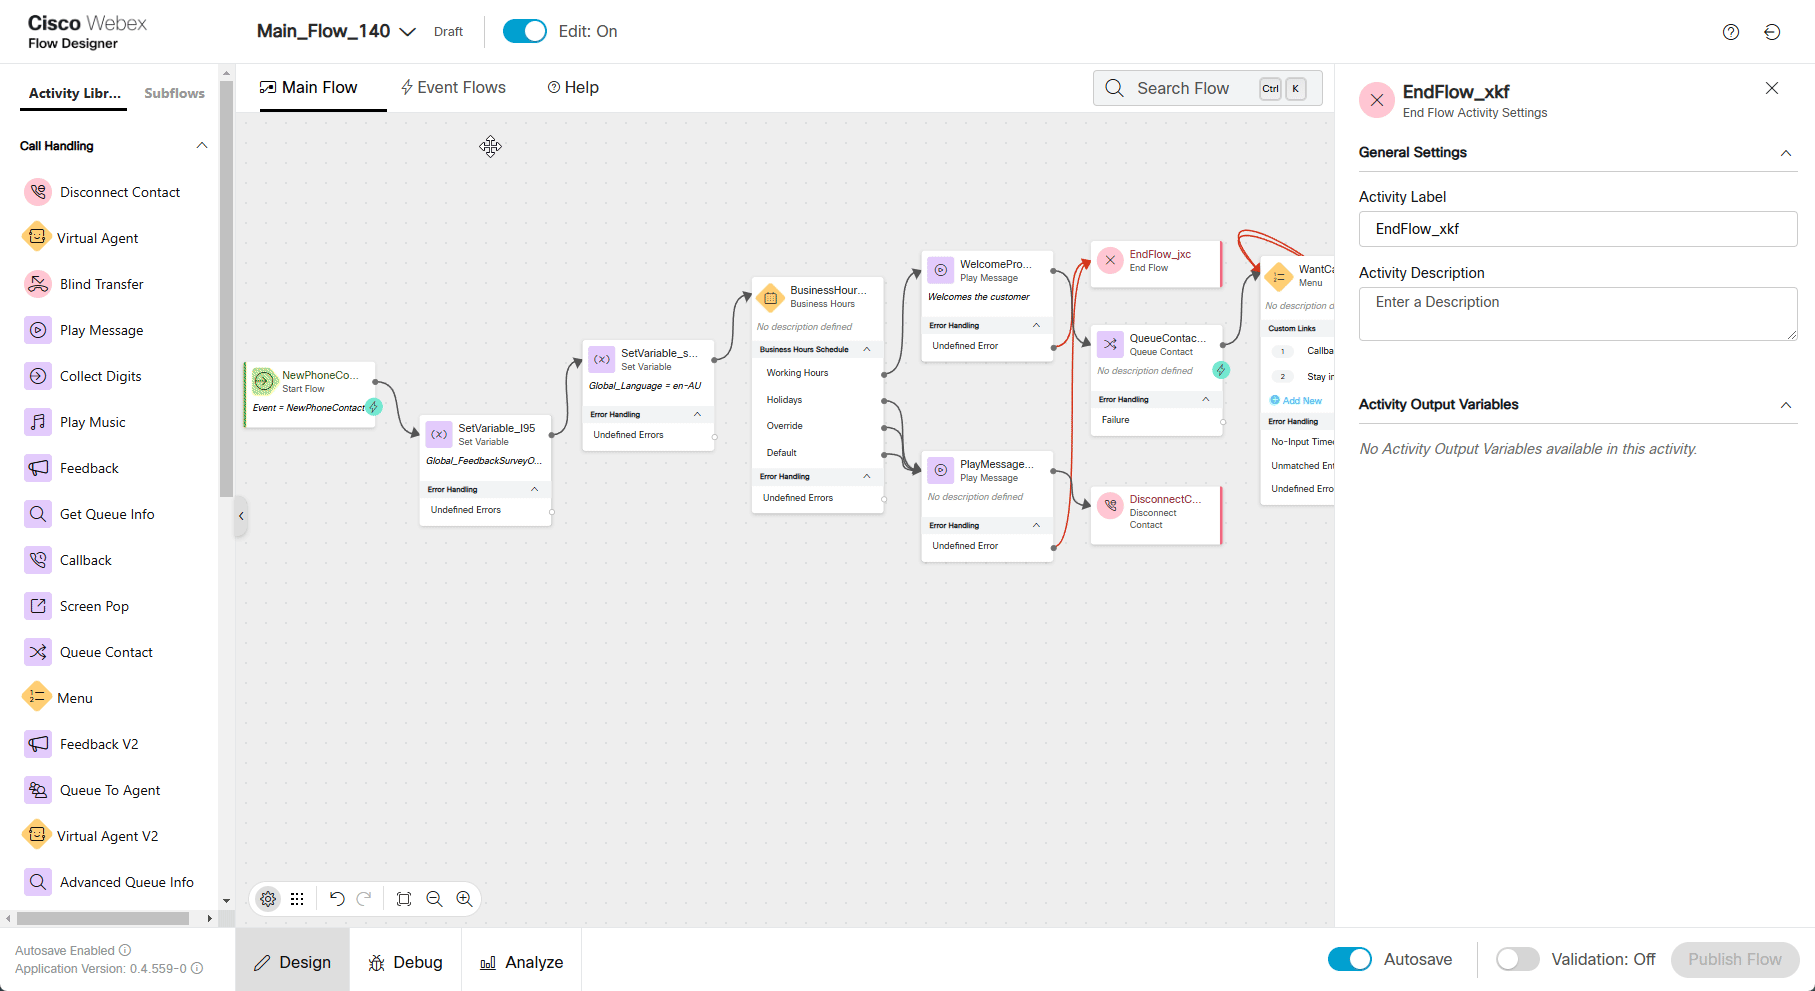 Cisco Webex
Flow Designer
Main_Flow_140
Draft
Edit: On
Activity Libr...
Subflows
Call Handling
Disconnect Contact
Virtual Agent
Blind Transfer
Play Message
Collect Digits
Play Music
Feedback
Get Queue Info
Callback
Screen Pop
Queue Contact
Menu
Feedback V2
Queue To Agent
Virtual Agent V2
Advanced Queue Info
Autosave Enabled
Application Version: 0.4.559-0
Main Flow
Event Flows
Help
Search Flow
Ctrl
K
NewPhoneCo...
Start Flow
Event = NewPhoneContact
SetVariable_l95
Set Variable
Global_FeedbackSurveyO...
Error Handling
Undefined Errors
SetVariable_s...
Set Variable
Global_Language = en-AU
Error Handling
Undefined Errors
BusinessHour...
Business Hours
No description defined
Business Hours Schedule
Working Hours
Holidays
Override
Default
Error Handling
Undefined Errors
WelcomePro...
Play Message
Welcomes the customer
Error Handling
Undefined Error
PlayMessage...
Play Message
No description defined
Error Handling
Undefined Error
EndFlow_jxc
End Flow
QueueContac...
Queue Contact
No description defined
Error Handling
Failure
DisconnectC...
Disconnect
Contact
WantCa
Menu
No description d
Custom Links
1 Callba
2 Stay in
Add New
Error Handling
No-Input Time
Unmatched Ent
Undefined Erro
Design
Debug
Analyze
EndFlow_xkf
End Flow Activity Settings
General Settings
Activity Label
EndFlow_xkf
Activity Description
Enter a Description
Activity Output Variables
No Activity Output Variables available in this activity.
Autosave
Validation: Off
Publish Flow